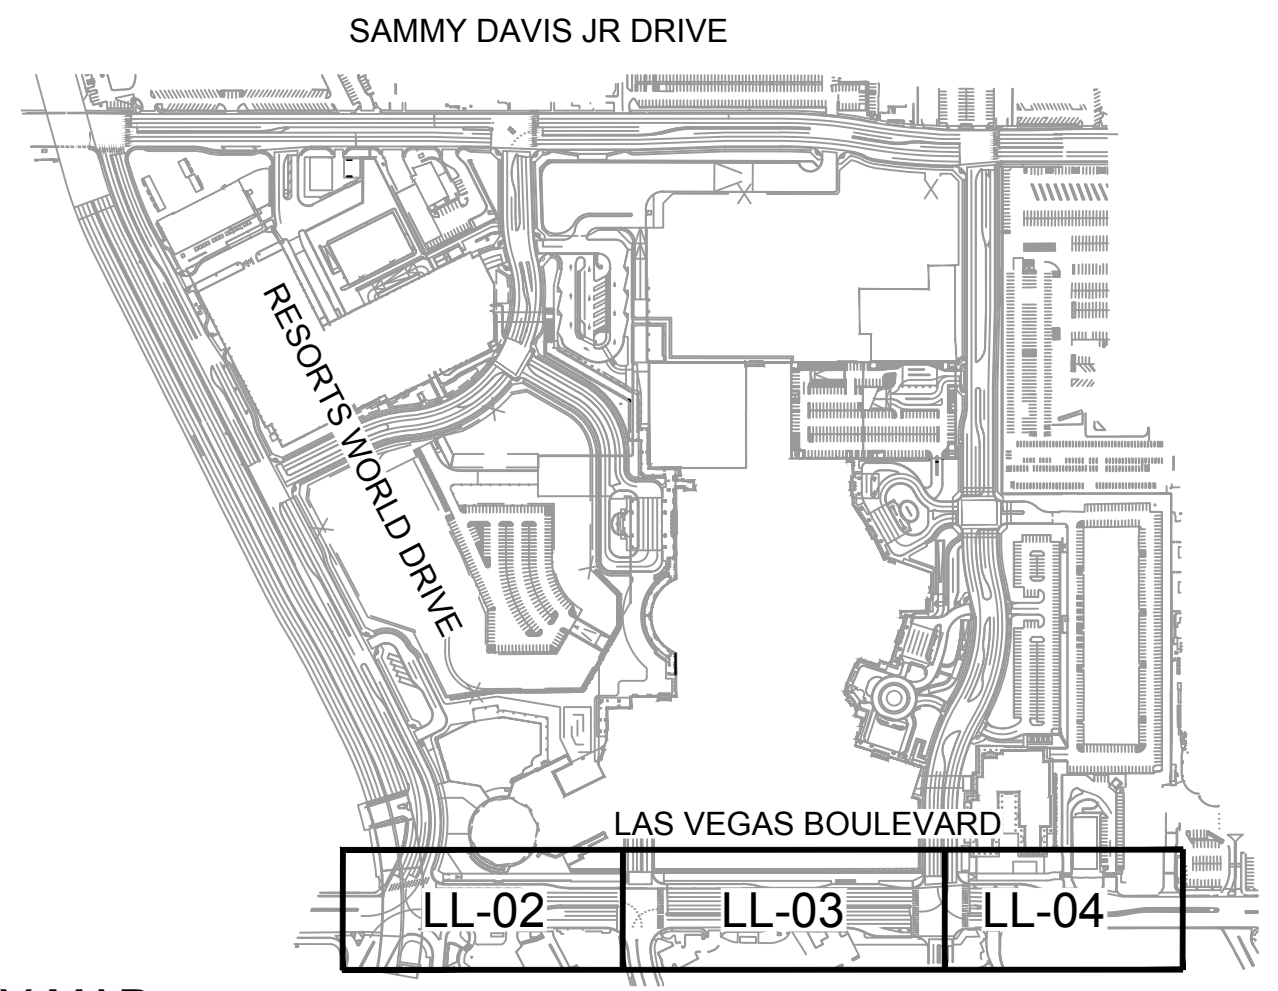 SAMMY DAVIS JR DRIVE
RESORTS WORLD DRIVE
LAS VEGAS BOULEVARD
LL-02
LL-03
LL-04